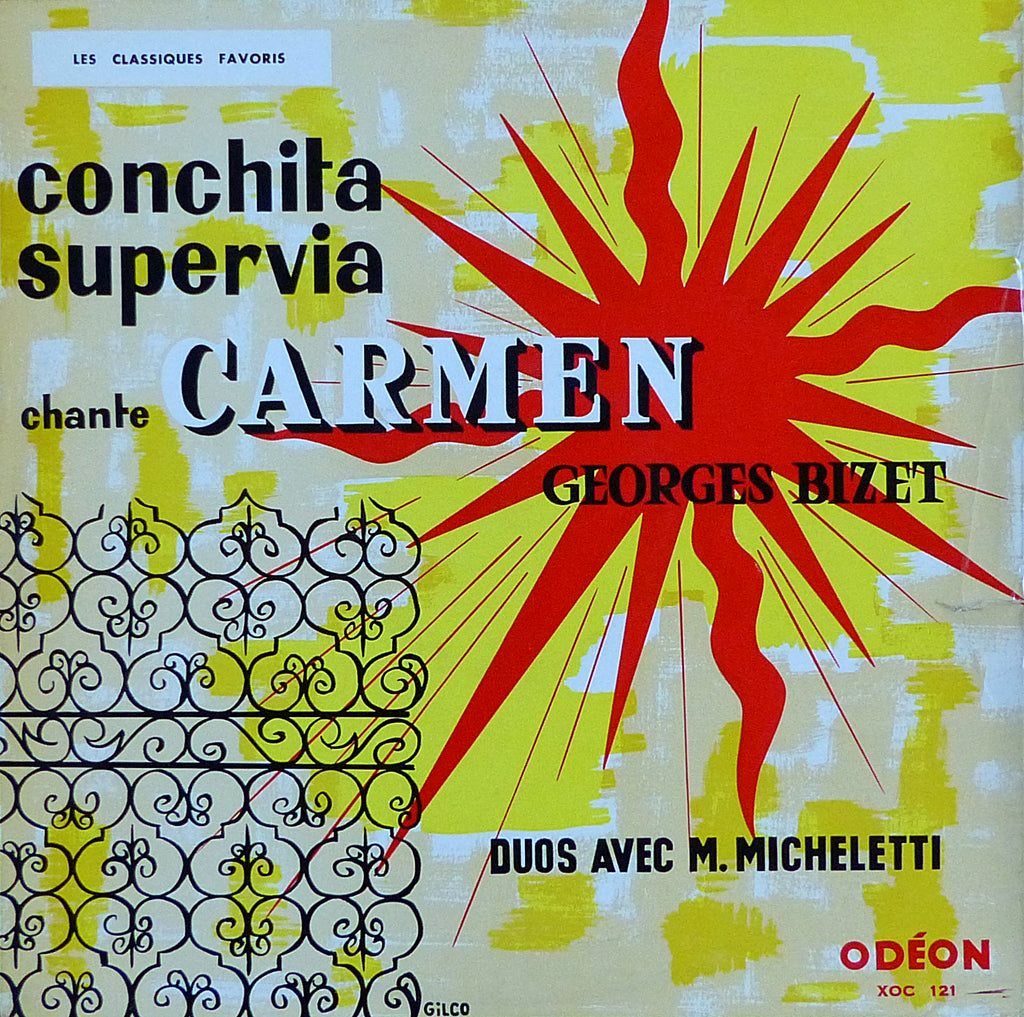 LES CLASSIQUES FAVORIS
conchita
supervia
chante CARMEN
GEORGES BIZET
DUOS AVEC M. MICHELETTI
ODÉON
XOC 121
GILCO